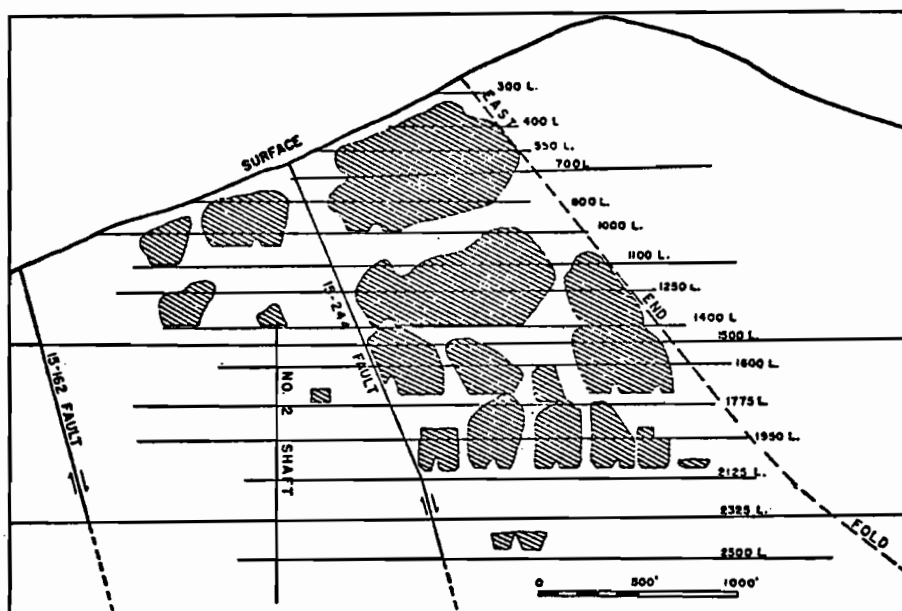 300 L.
EAST
400 L
550 L.
SURFACE
700 L
800 L.
1000 L.
1100 L.
1250 L.
15-244
END
1400 L
1500 L.
15-162 FAULT
FAULT
1600 L.
NO. 2
1775 L.
1950 L.
SHAFT
2125 L.
2325 L.
FOLD
2500 L.
0 500' 1000'